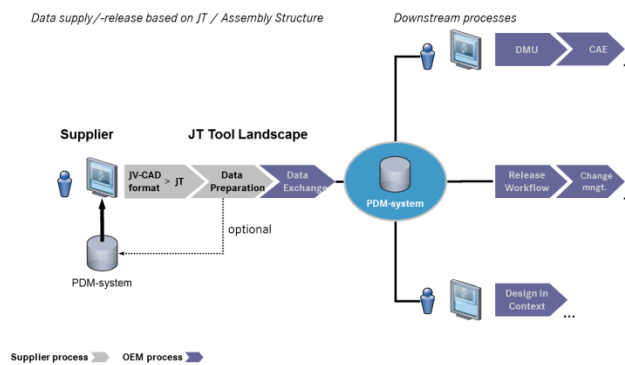 Data supply/-release based on JT / Assembly Structure
Downstream processes
DMU
CAE
Supplier
JT Tool Landscape
JV-CAD
format > JT
Data
Preparation
Data
Exchange
PDM-system
Release
Workflow
Change
mngt.
optional
PDM-system
Design in
Context
...
Supplier process
OEM process